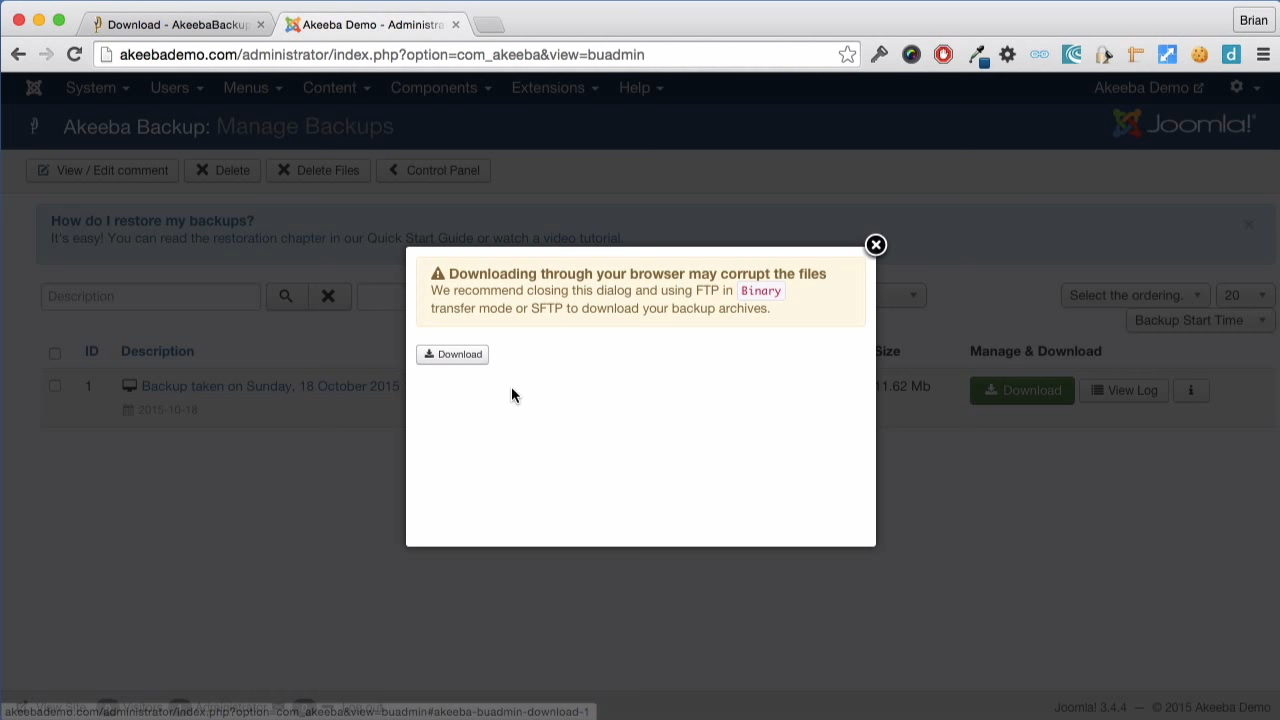 Download - AkeebaBackup
Akeeba Demo - Administra
Brian
akeebademo.com/administrator/index.php?option=com_akeeba&view=buadmin
System Users Menus Content Components Extensions Help Akeeba Demo
Akeeba Backup: Manage Backups
Joomla!
View / Edit comment Delete Delete Files Control Panel
How do I restore my backups?
It's easy! You can read the restoration chapter in our Quick Start Guide or watch a video tutorial.
Downloading through your browser may corrupt the files
We recommend closing this dialog and using FTP in Binary
transfer mode or SFTP to download your backup archives.
Download
Description
Select the ordering. 20
Backup Start Time
ID Description Size Manage & Download
1 Backup taken on Sunday, 18 October 2015 11.62 Mb Download View Log
2015-10-18
akeebademo.com/administrator/index.php?option=com_akeeba&view=buadmin#akeeba-buadmin-download-1
Joomla! 3.4.4 — © 2015 Akeeba Demo